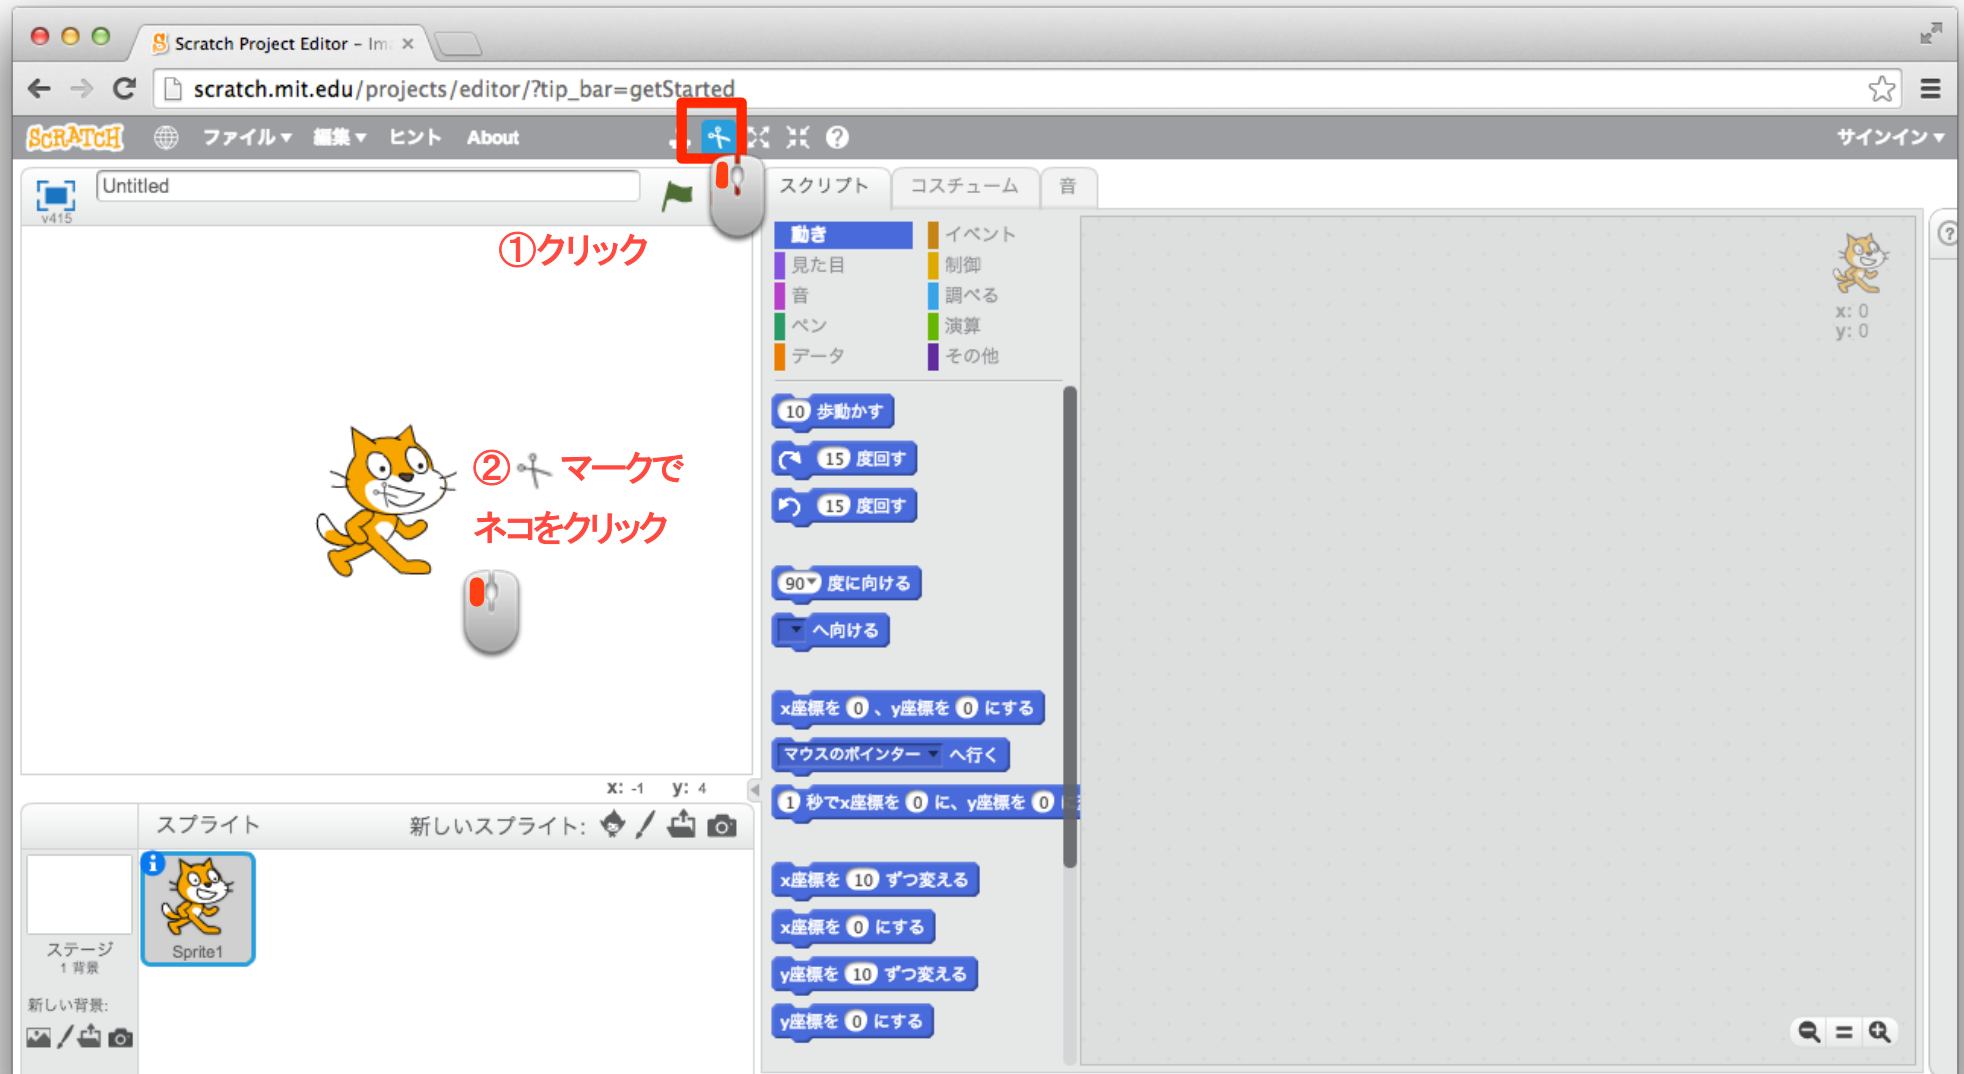 Scratch Project Editor – Im
scratch.mit.edu/projects/editor/?tip_bar=getStarted
SCRATCH ファイル 編集 ヒント About サインイン
v415
Untitled
スクリプト コスチューム 音
①クリック
動き イベント
見た目 制御
音 調べる
ペン 演算
データ その他
x: 0
y: 0
10 歩動かす
15 度回す
15 度回す
90 度に向ける
へ向ける
x座標を 0 、y座標を 0 にする
マウスのポインター へ行く
1 秒でx座標を 0 に、y座標を 0 に
x座標を 10 ずつ変える
x座標を 0 にする
y座標を 10 ずつ変える
y座標を 0 にする
② マークで
ネコをクリック
x: -1 y: 4
スプライト 新しいスプライト:
Sprite1
ステージ
1 背景
新しい背景: